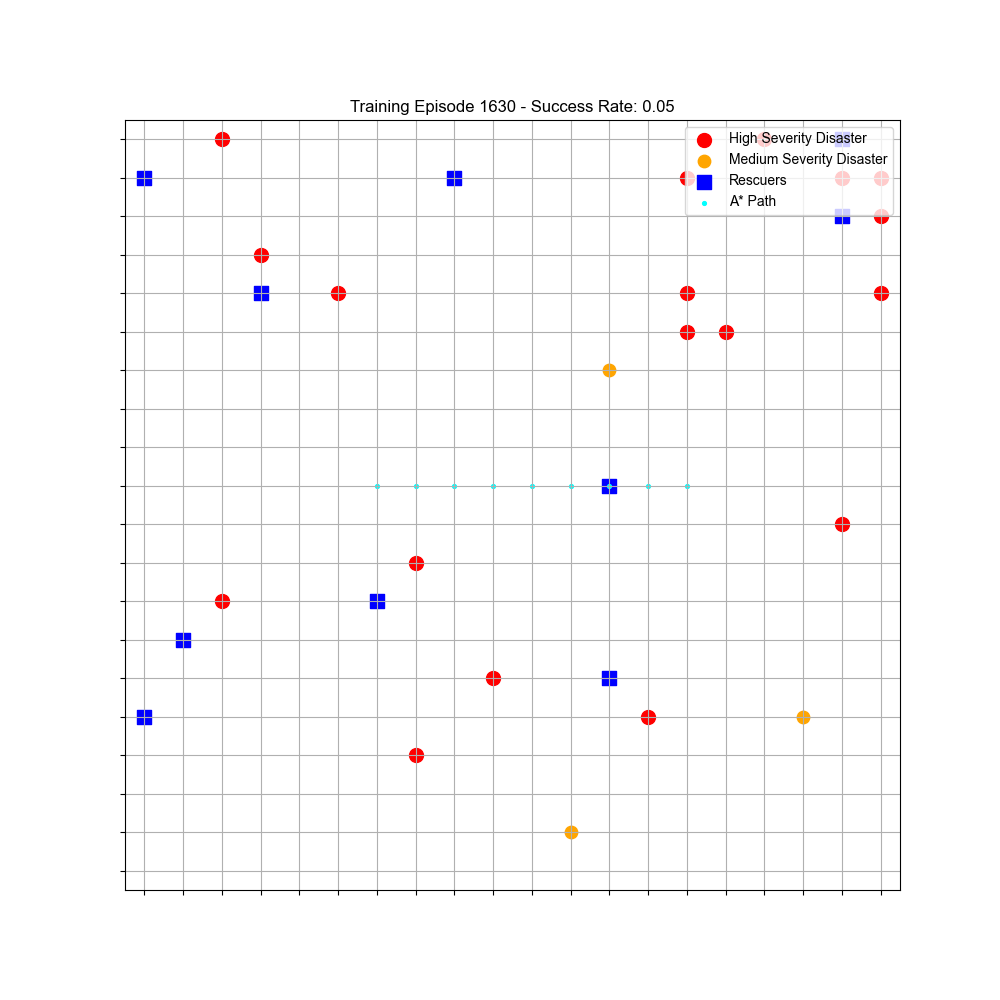 Training Episode 1630 - Success Rate: 0.05
High Severity Disaster
Medium Severity Disaster
Rescuers
A* Path